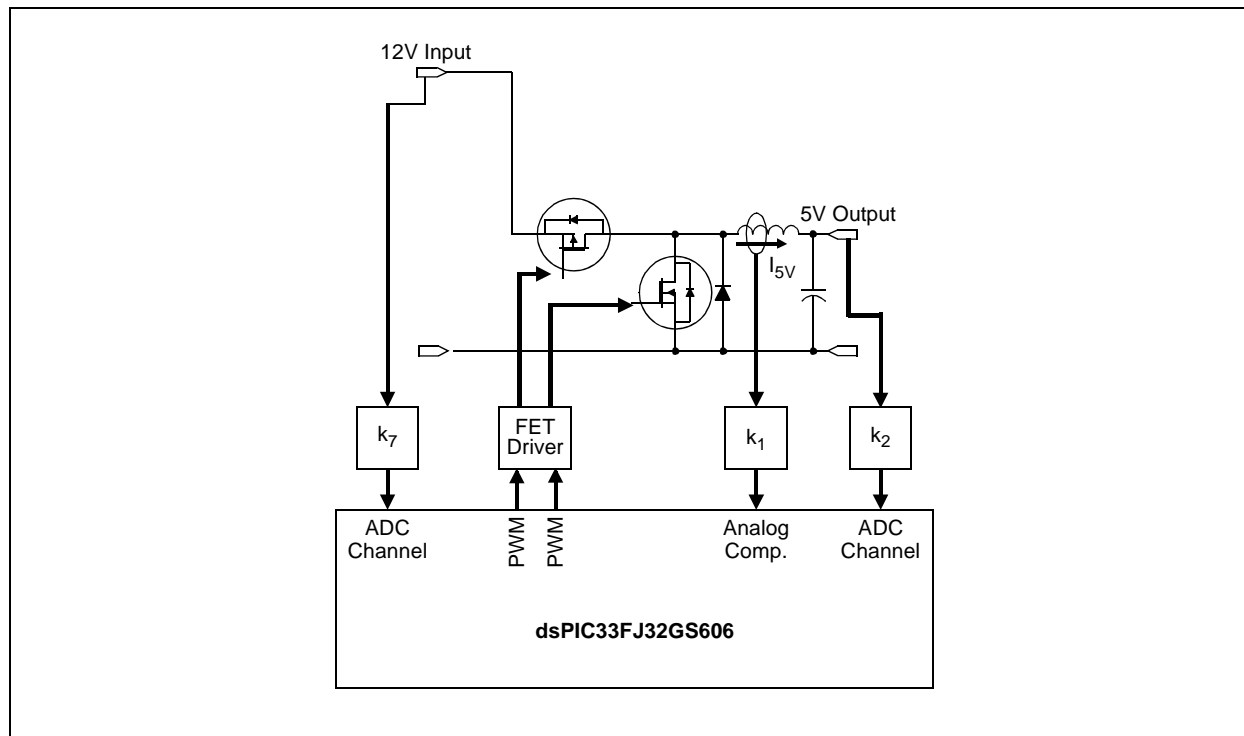 12V Input
5V Output
I5V
k7
FET
Driver
k1
k2
ADC
Channel
PWM
PWM
Analog
Comp.
ADC
Channel
dsPIC33FJ32GS606